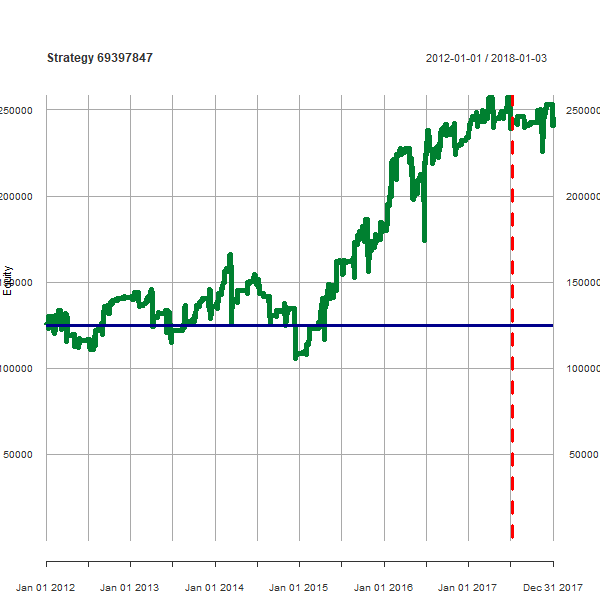 Strategy 69397847 2012-01-01 / 2018-01-03
250000 250000
200000 200000
Equity
150000 150000
100000 100000
50000 50000
Jan 01 2012 Jan 01 2013 Jan 01 2014 Jan 01 2015 Jan 01 2016 Jan 01 2017 Dec 31 2017